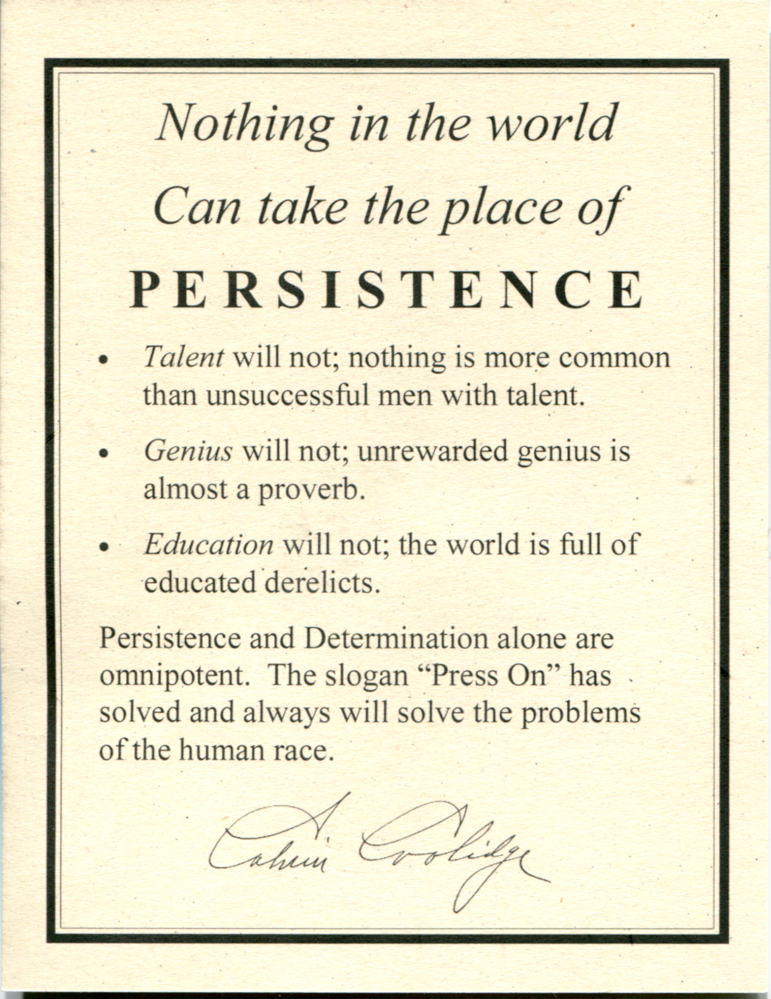 Nothing in the world
Can take the place of
PERSISTENCE
• Talent will not; nothing is more common
than unsuccessful men with talent.
• Genius will not; unrewarded genius is
almost a proverb.
• Education will not; the world is full of
educated derelicts.
Persistence and Determination alone are
omnipotent. The slogan “Press On” has
solved and always will solve the problems
of the human race.
Calvin Coolidge